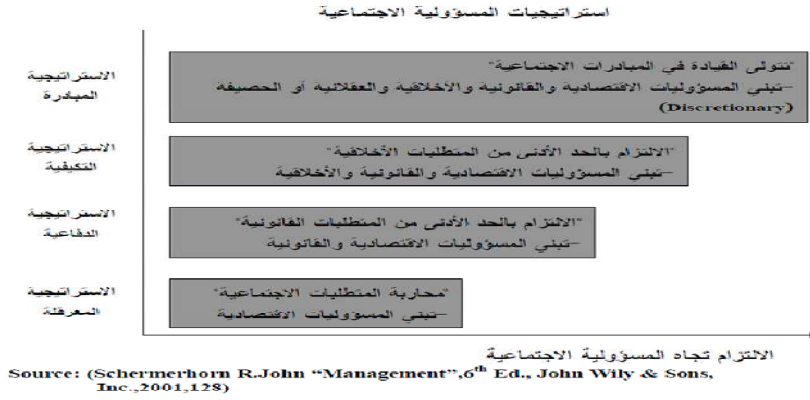 استراتيجيات المسؤولية الاجتماعية
الاستراتيجية
المبادرة
"تتولى القيادة في المبادرات الاجتماعية"
–تبني المسؤوليات الاقتصادية والقانونية والأخلاقية والعقلانية أو الحصيفة
(Discretionary)
الاستراتيجية
التكيفية
"الالتزام بالحد الأدنى من المتطلبات الأخلاقية"
–تبني المسؤوليات الاقتصادية والقانونية والأخلاقية
الاستراتيجية
الدفاعية
"الالتزام بالحد الأدنى من المتطلبات القانونية"
–تبني المسؤوليات الاقتصادية والقانونية
الاستراتيجية
المعرقلة
"محاربة المتطلبات الاجتماعية"
–تبني المسؤوليات الاقتصادية
الالتزام تجاه المسؤولية الاجتماعية
Source: (Schermerhorn R.John “Management”,6th Ed., John Wily & Sons,
Inc.,2001,128)